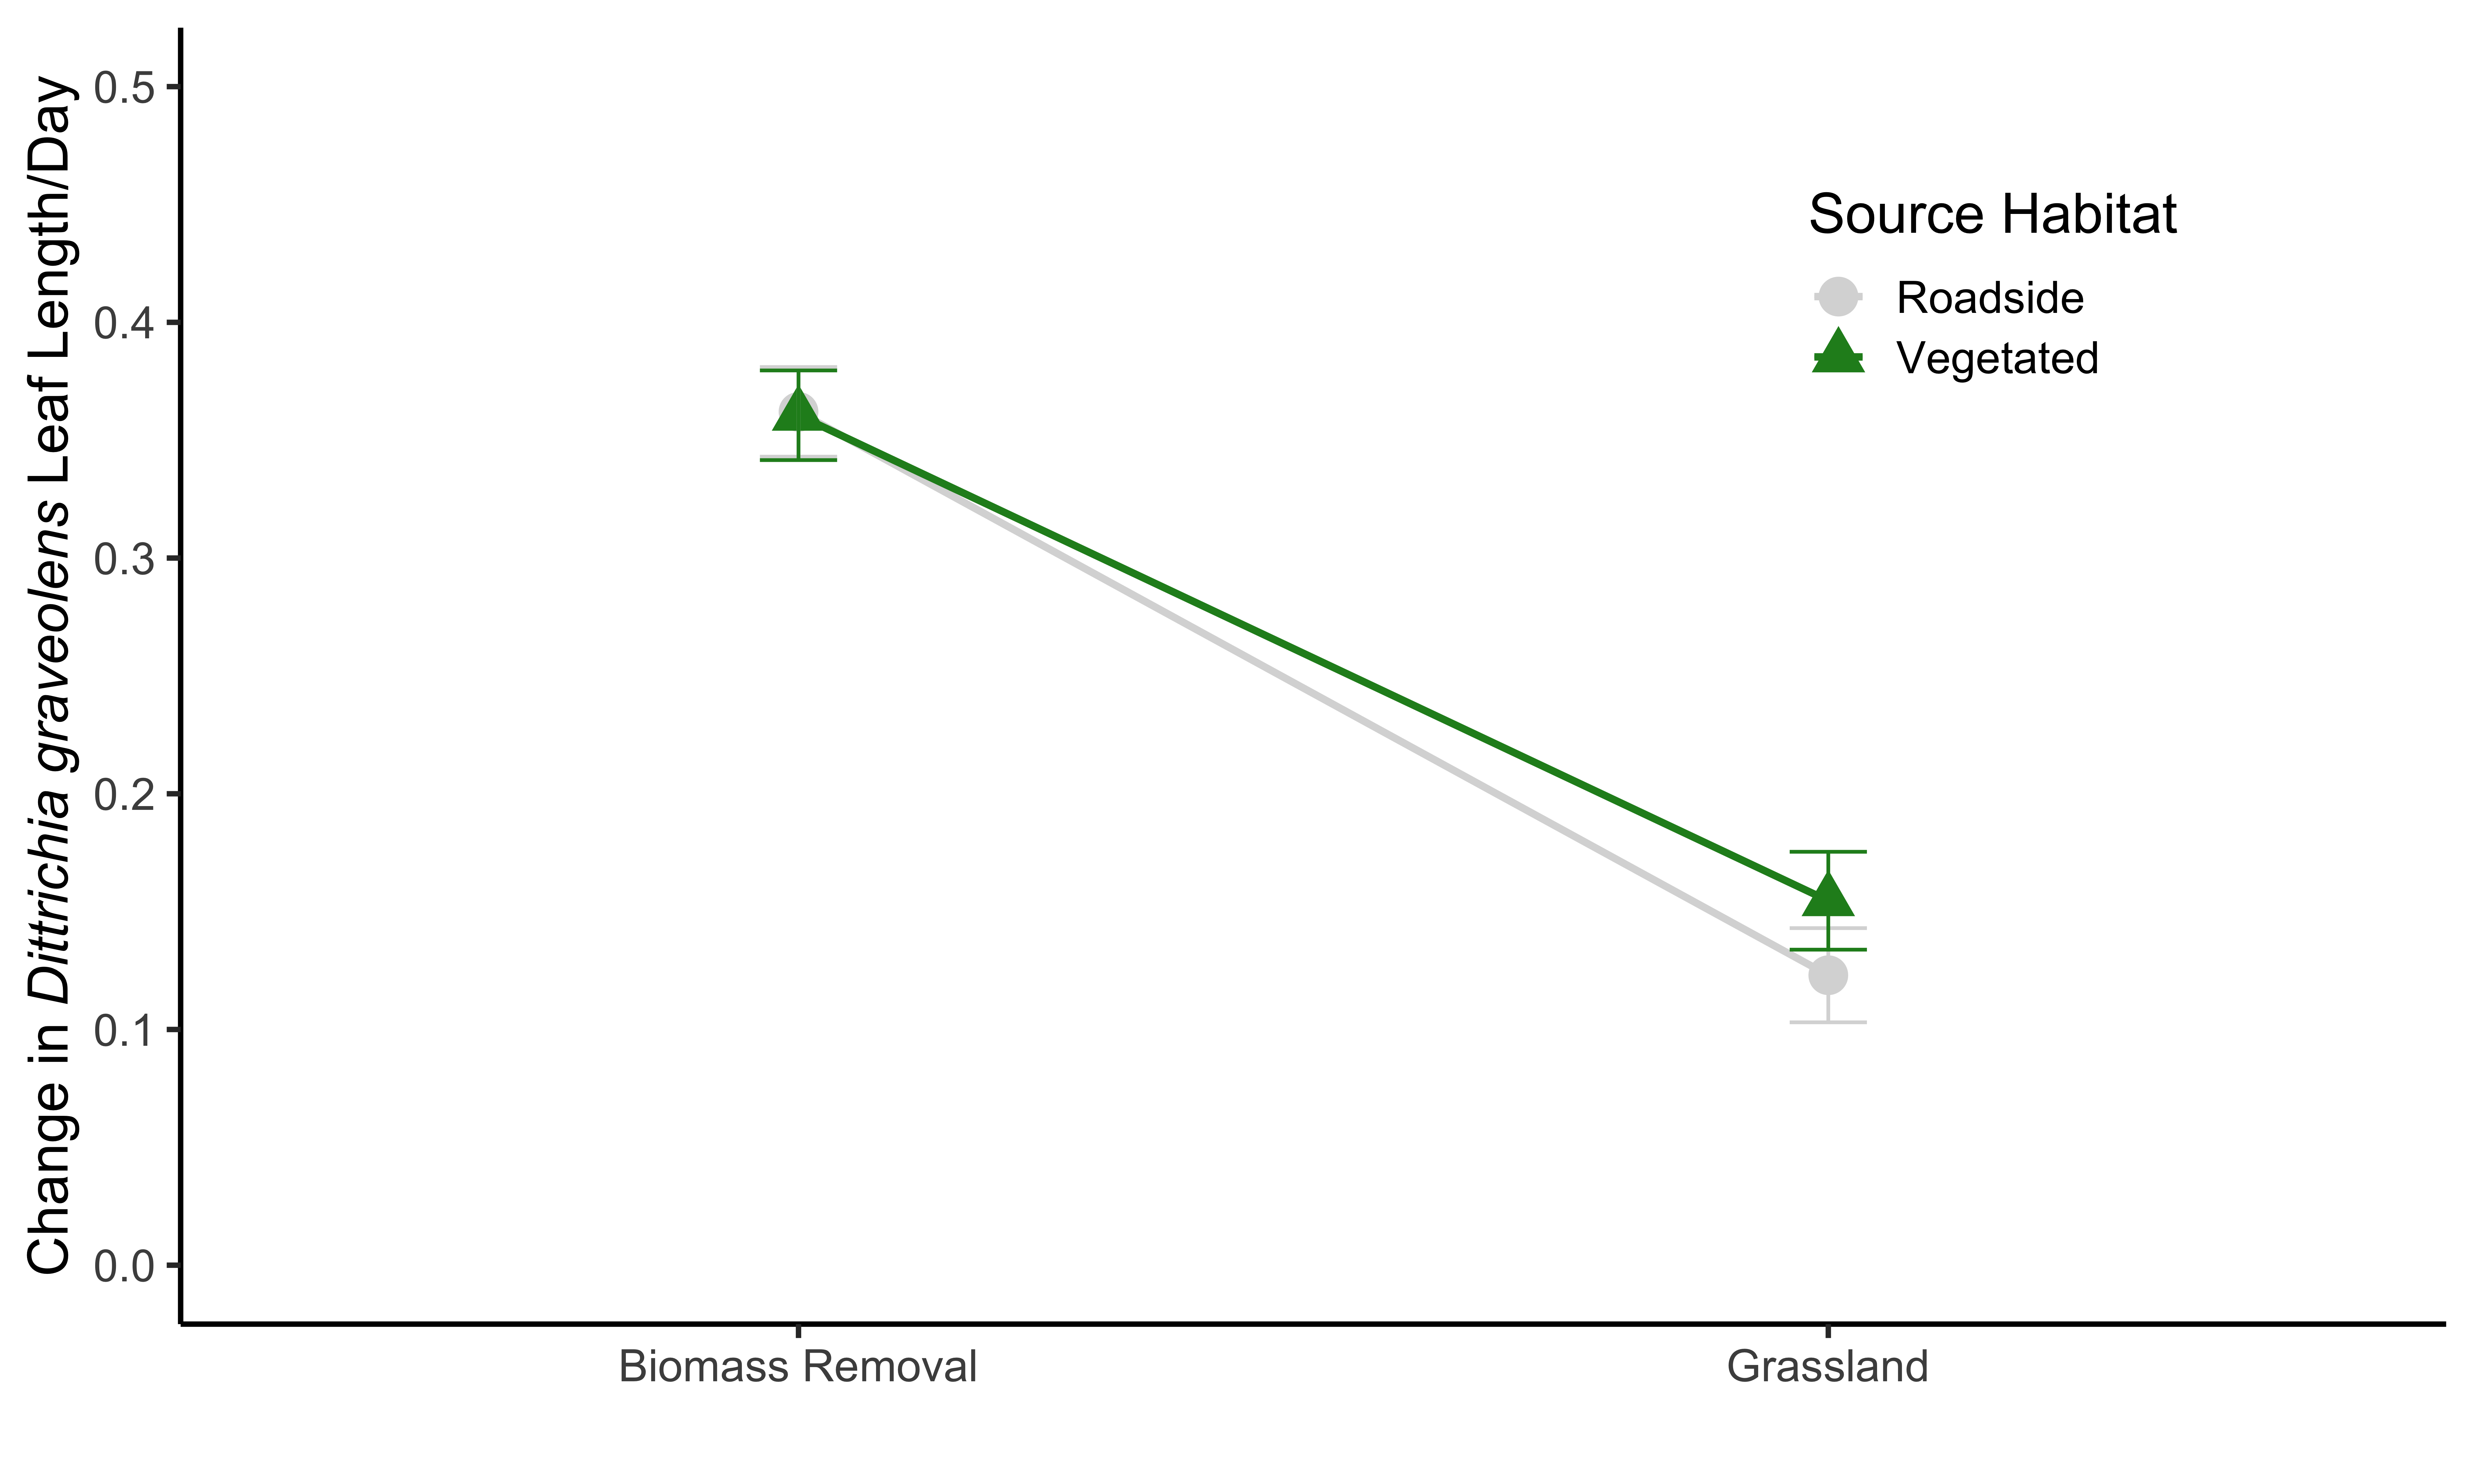 Change in Dittrichia graveolens Leaf Length/Day
0.5
0.4
0.3
0.2
0.1
0.0
Source Habitat
Roadside
Vegetated
Biomass Removal
Grassland